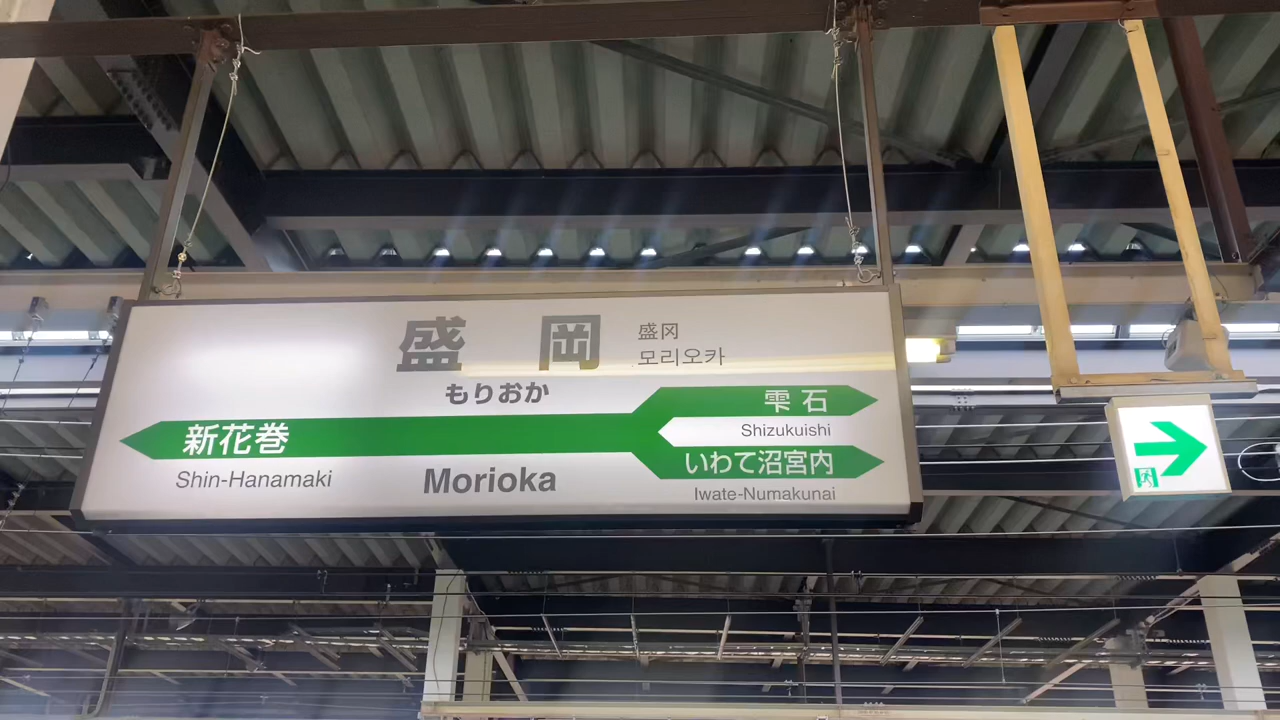 盛岡
盛冈
모리오카
もりおか
新花巻
Shin-Hanamaki
Morioka
雫石
Shizukuishi
いわて沼宮内
Iwate-Numakunai